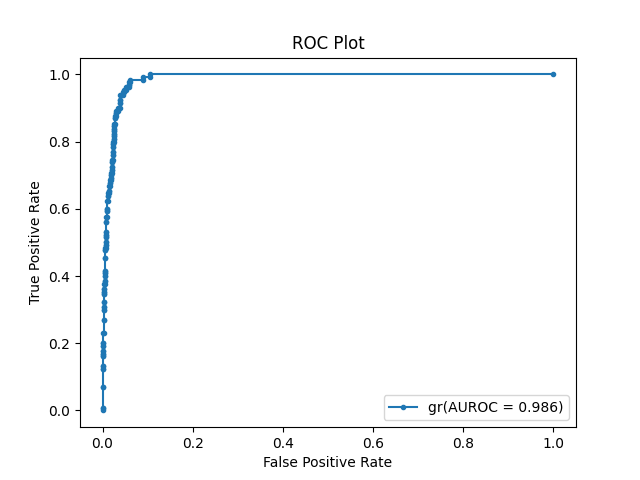 ROC Plot
True Positive Rate
1.0
0.8
0.6
0.4
0.2
0.0
gr(AUROC = 0.986)
0.0 0.2 0.4 0.6 0.8 1.0
False Positive Rate